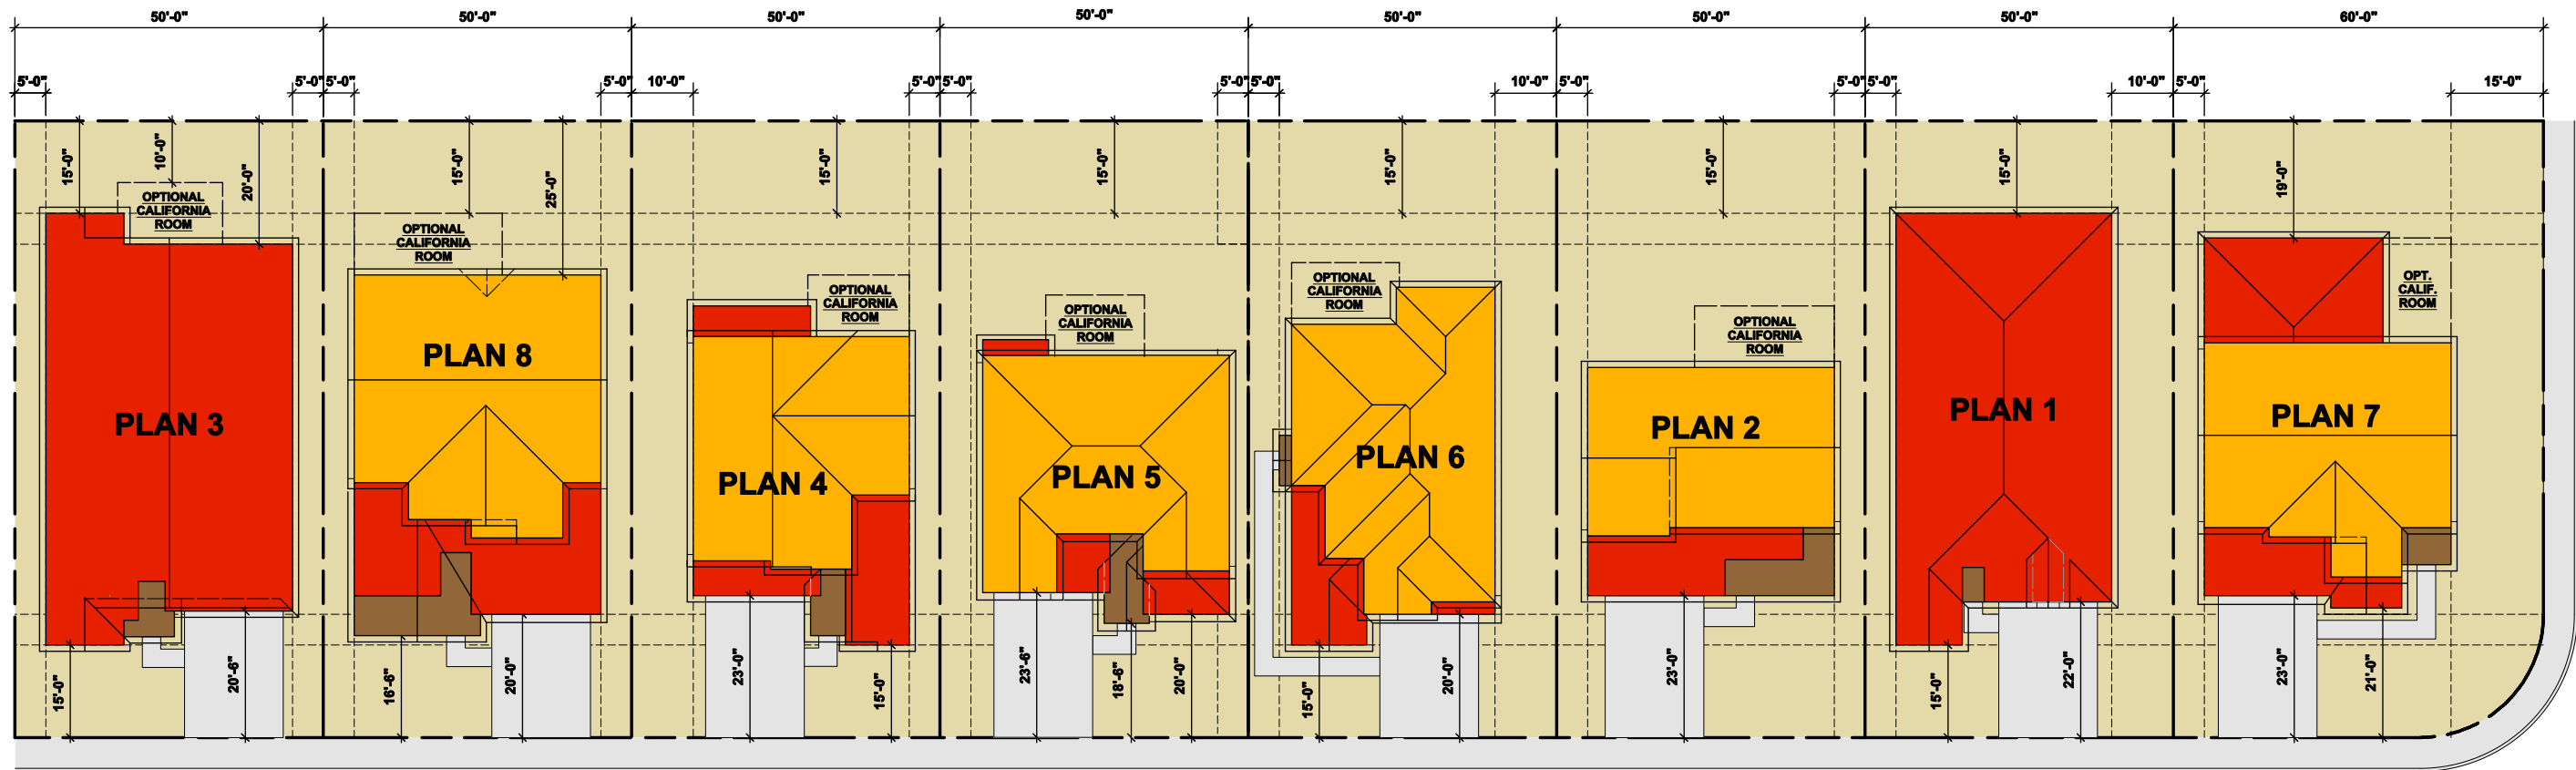 50'-0" 50'-0" 50'-0" 50'-0" 50'-0" 50'-0" 50'-0" 60'-0"
5'-0" 5'-0" 5'-0" 5'-0" 10'-0" 5'-0" 5'-0" 5'-0" 5'-0" 10'-0" 5'-0" 5'-0" 5'-0" 10'-0" 5'-0" 15'-0"
15'-0" 10'-0" 20'-0" 15'-0" 25'-0" 15'-0" 15'-0" 15'-0" 15'-0" 15'-0" 19'-0"
OPTIONAL
CALIFORNIA
ROOM
OPTIONAL
CALIFORNIA
ROOM
OPTIONAL
CALIFORNIA
ROOM
OPTIONAL
CALIFORNIA
ROOM
OPTIONAL
CALIFORNIA
ROOM
OPTIONAL
CALIFORNIA
ROOM
OPT.
CALIF.
ROOM
PLAN 3
PLAN 8
PLAN 4
PLAN 5
PLAN 6
PLAN 2
PLAN 1
PLAN 7
15'-0" 20'-6" 16'-6" 20'-0" 23'-0" 15'-0" 23'-6" 18'-6" 20'-0" 15'-0" 20'-0" 23'-0" 15'-0" 22'-0" 23'-0" 21'-0"